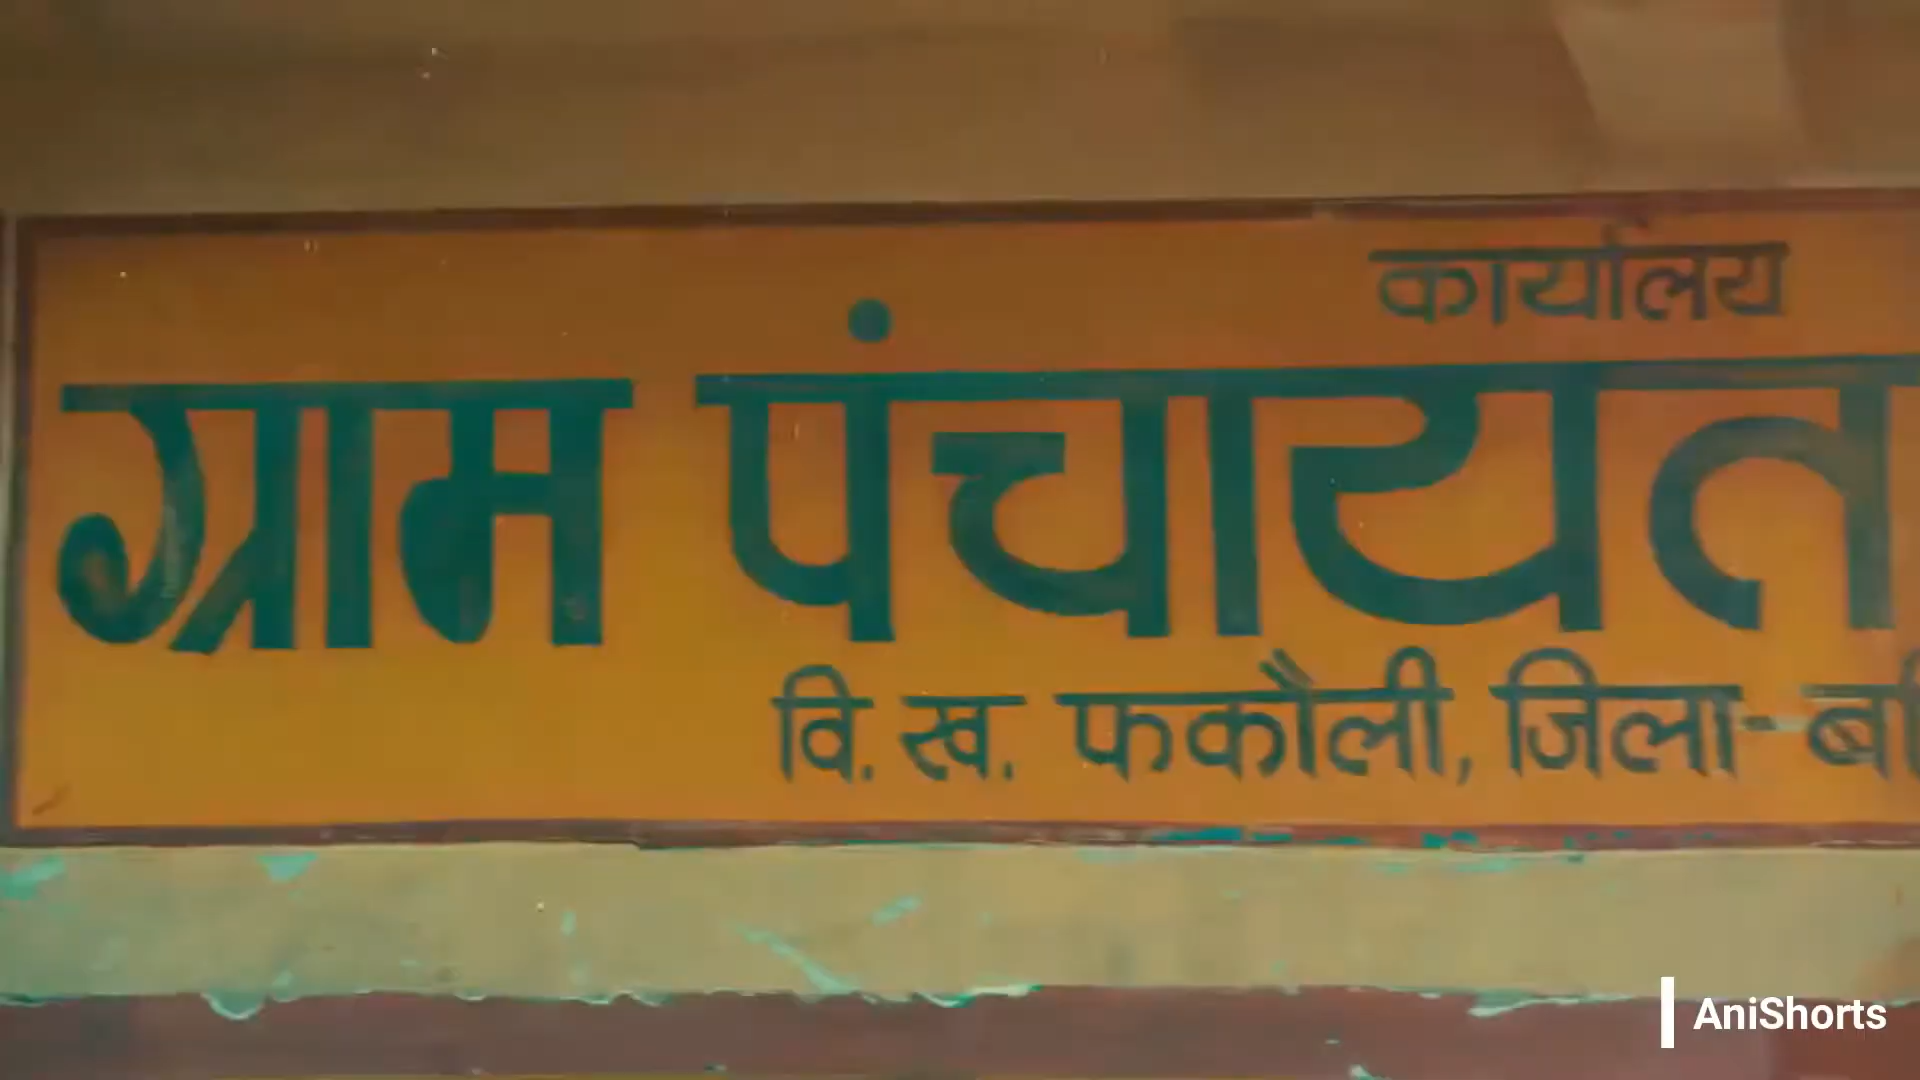 कार्यालय
ग्राम पंचायत
वि. ख. फकौली, जिला-
AniShorts